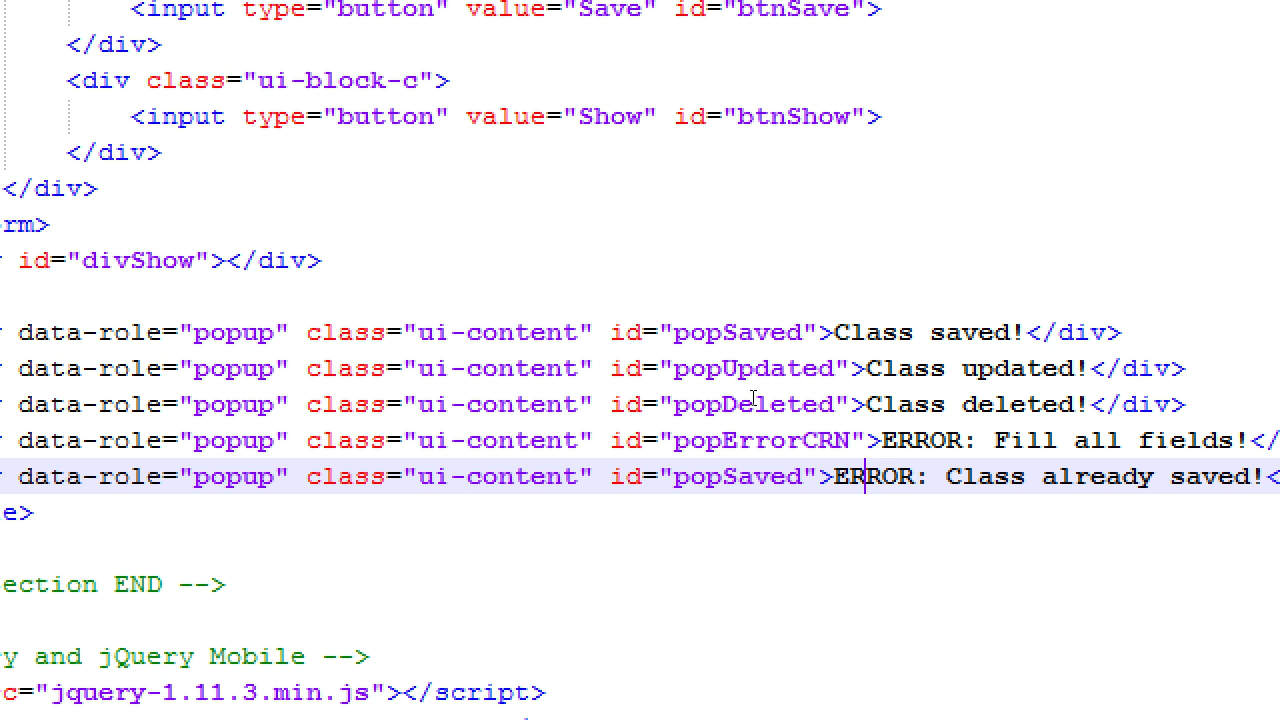 <input type="button" value="Save" id="btnSave">
</div>
<div class="ui-block-c">
<input type="button" value="Show" id="btnShow">
</div>
</div>
rm>
id="divShow"></div>
data-role="popup" class="ui-content" id="popSaved">Class saved!</div>
data-role="popup" class="ui-content" id="popUpdated">Class updated!</div>
data-role="popup" class="ui-content" id="popDeleted">Class deleted!</div>
data-role="popup" class="ui-content" id="popErrorCRN">ERROR: Fill all fields!</
data-role="popup" class="ui-content" id="popSaved">ERROR: Class already saved!<
e>
ection END -->
y and jQuery Mobile -->
c="jquery-1.11.3.min.js"></script>